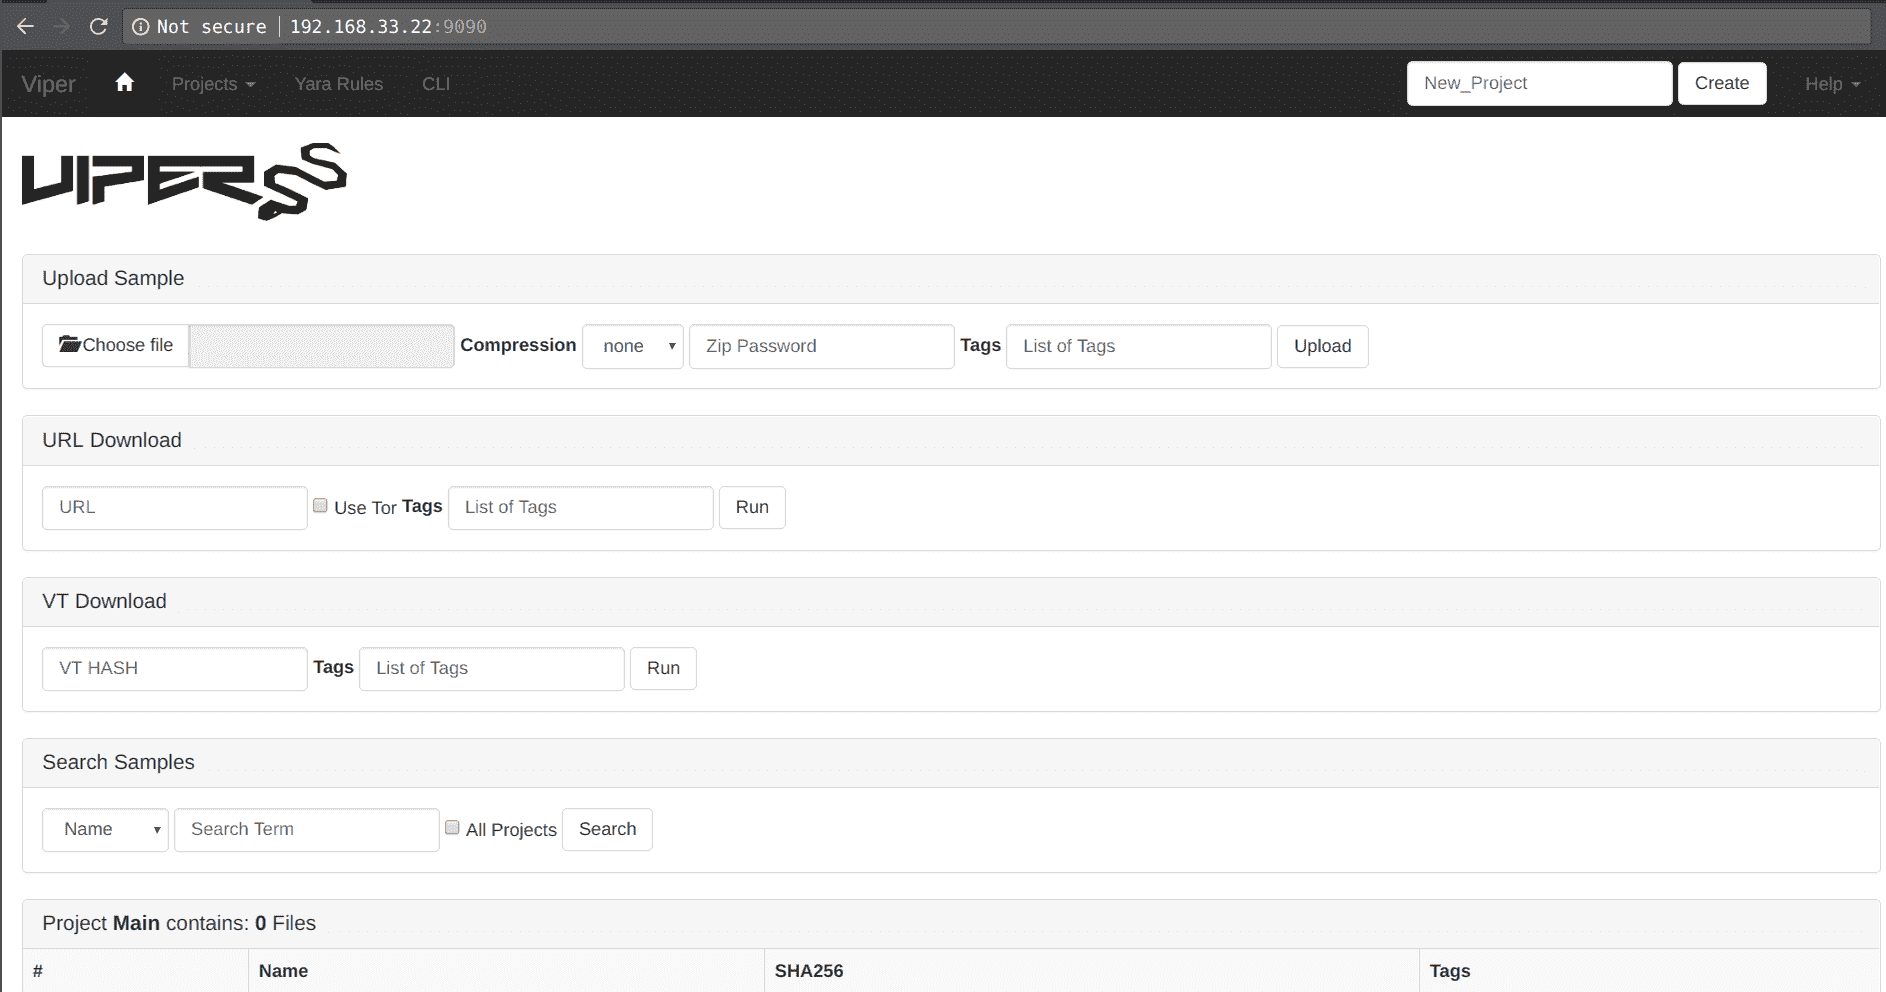 Not secure | 192.168.33.22:9090
Viper Projects Yara Rules CLI New_Project Create Help
VIPER
Upload Sample
Choose file Compression none Zip Password Tags List of Tags Upload
URL Download
URL Use Tor Tags List of Tags Run
VT Download
VT HASH Tags List of Tags Run
Search Samples
Name Search Term All Projects Search
Project Main contains: 0 Files
# Name SHA256 Tags